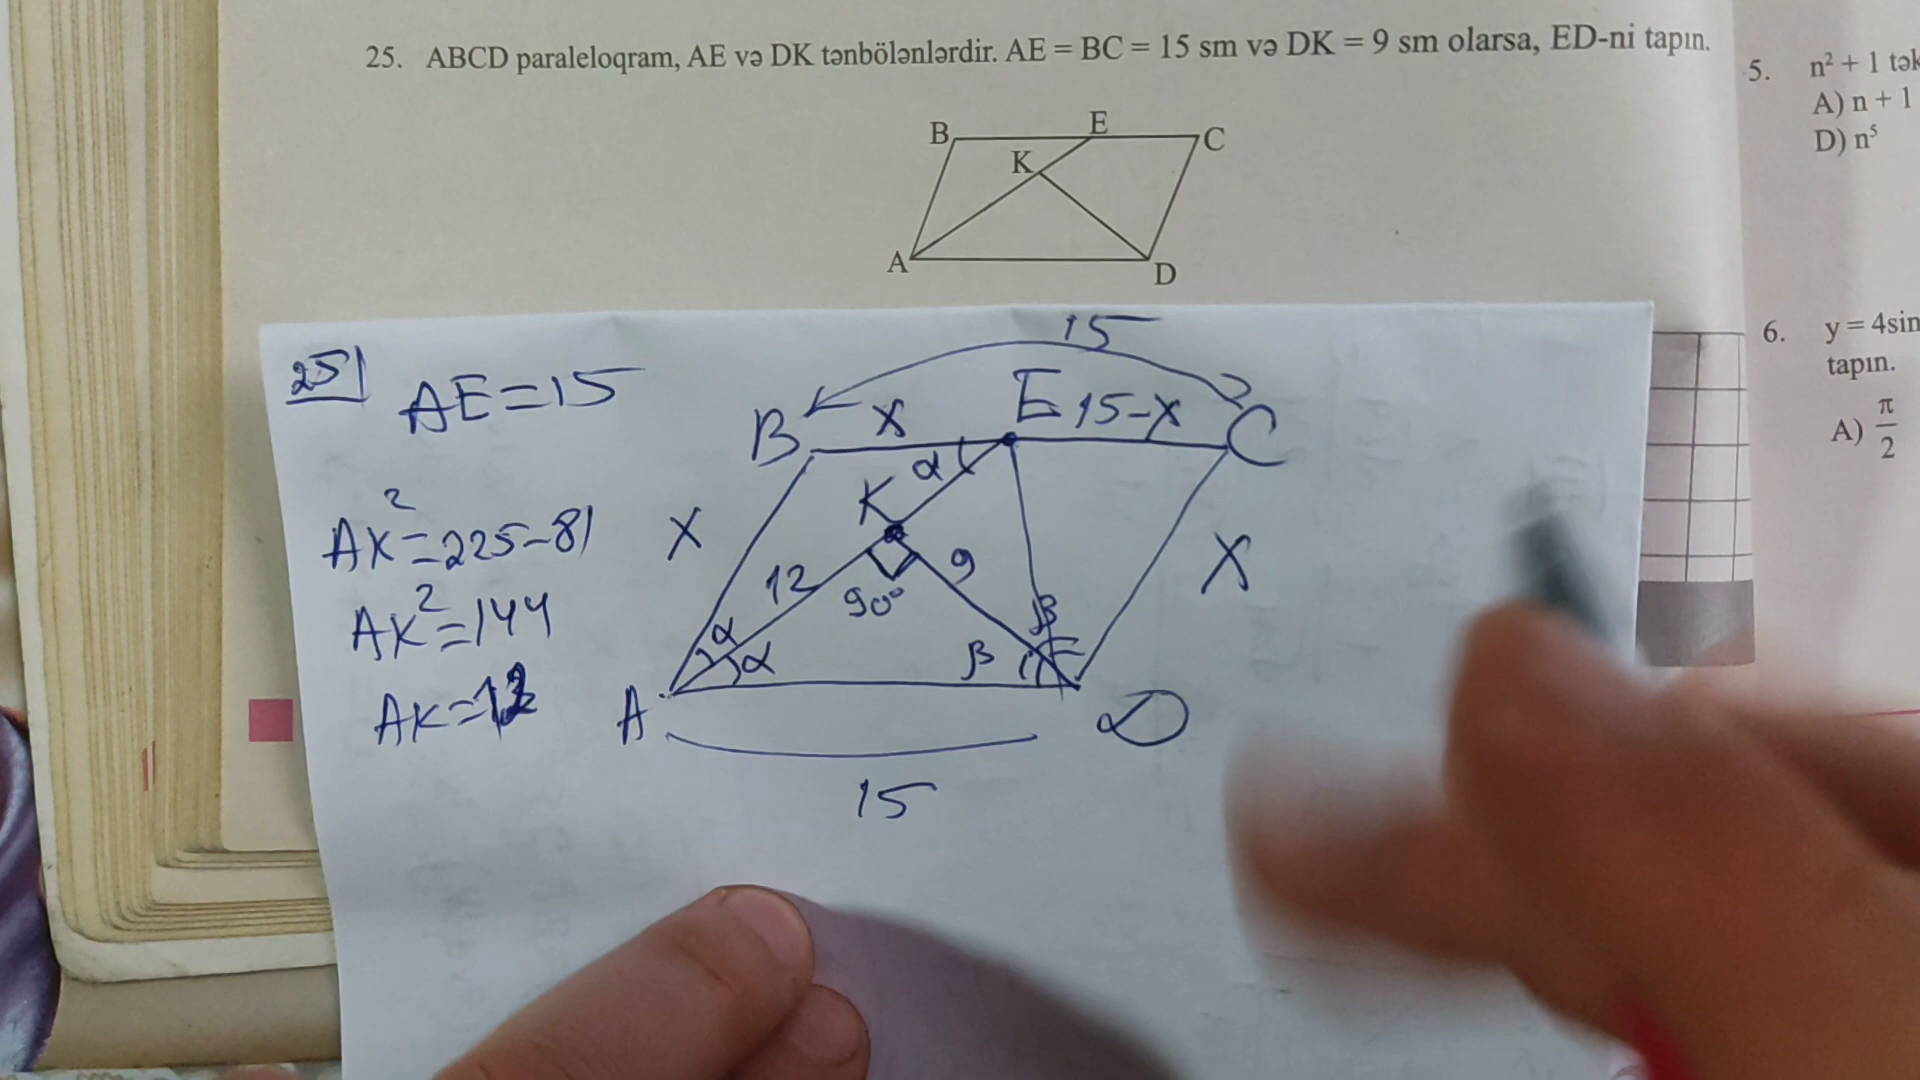 25. ABCD paraleloqram, AE və DK tənbölənlərdir. AE = BC = 15 sm və DK = 9 sm olarsa, ED-ni tapın.
B E C
K
A D
5. n² + 1 tək
A) n + 1
D) n⁵
6. y = 4sin
tapın.
A) π/2
25 AE=15
15
B x E 15-x C
α
K
AK²=225-81
x 12 90° 9 x
AK²=144
α α β β
AK=12
A D
15